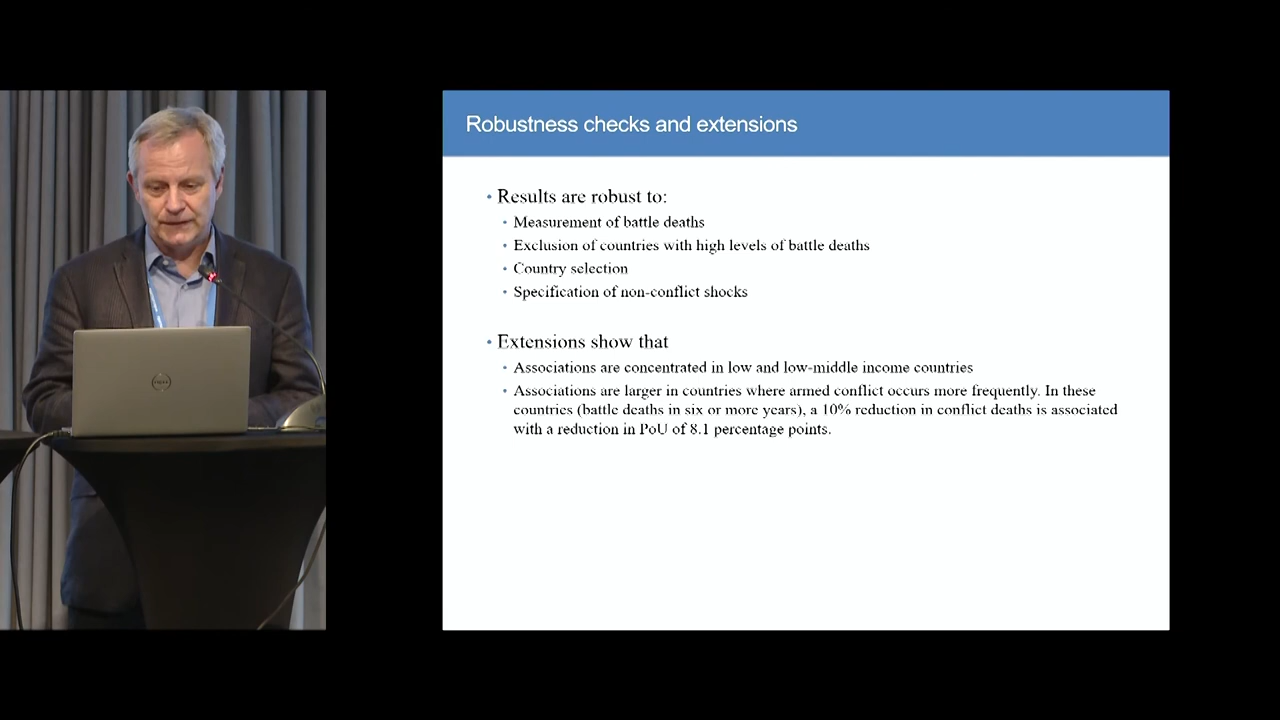 Robustness checks and extensions
• Results are robust to:
• Measurement of battle deaths
• Exclusion of countries with high levels of battle deaths
• Country selection
• Specification of non-conflict shocks
• Extensions show that
• Associations are concentrated in low and low-middle income countries
• Associations are larger in countries where armed conflict occurs more frequently. In these
countries (battle deaths in six or more years), a 10% reduction in conflict deaths is associated
with a reduction in PoU of 8.1 percentage points.
DELL